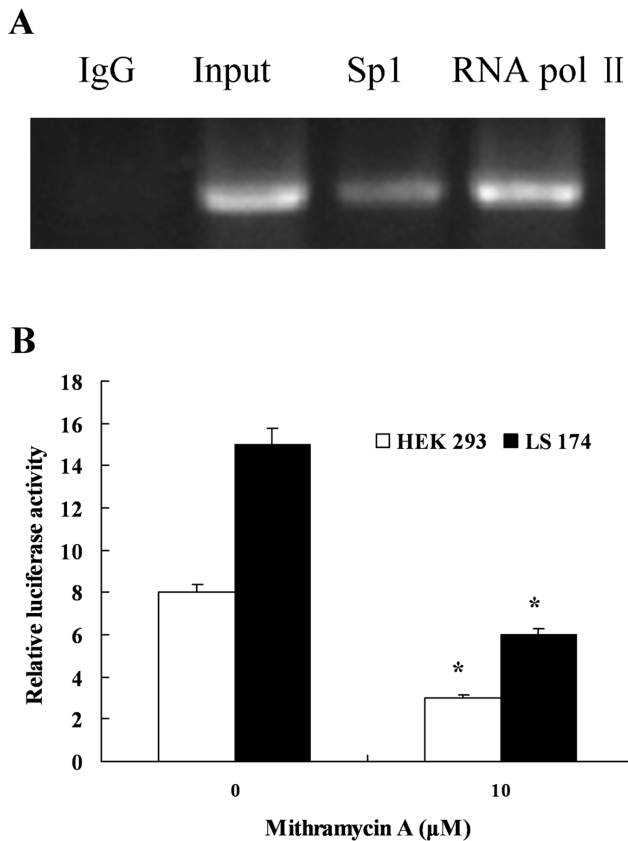 A
IgG Input Sp1 RNA pol II
B
Relative luciferase activity
18
16
14
12
10
8
6
4
2
0
HEK 293 LS 174
*
*
0 10
Mithramycin A (μM)